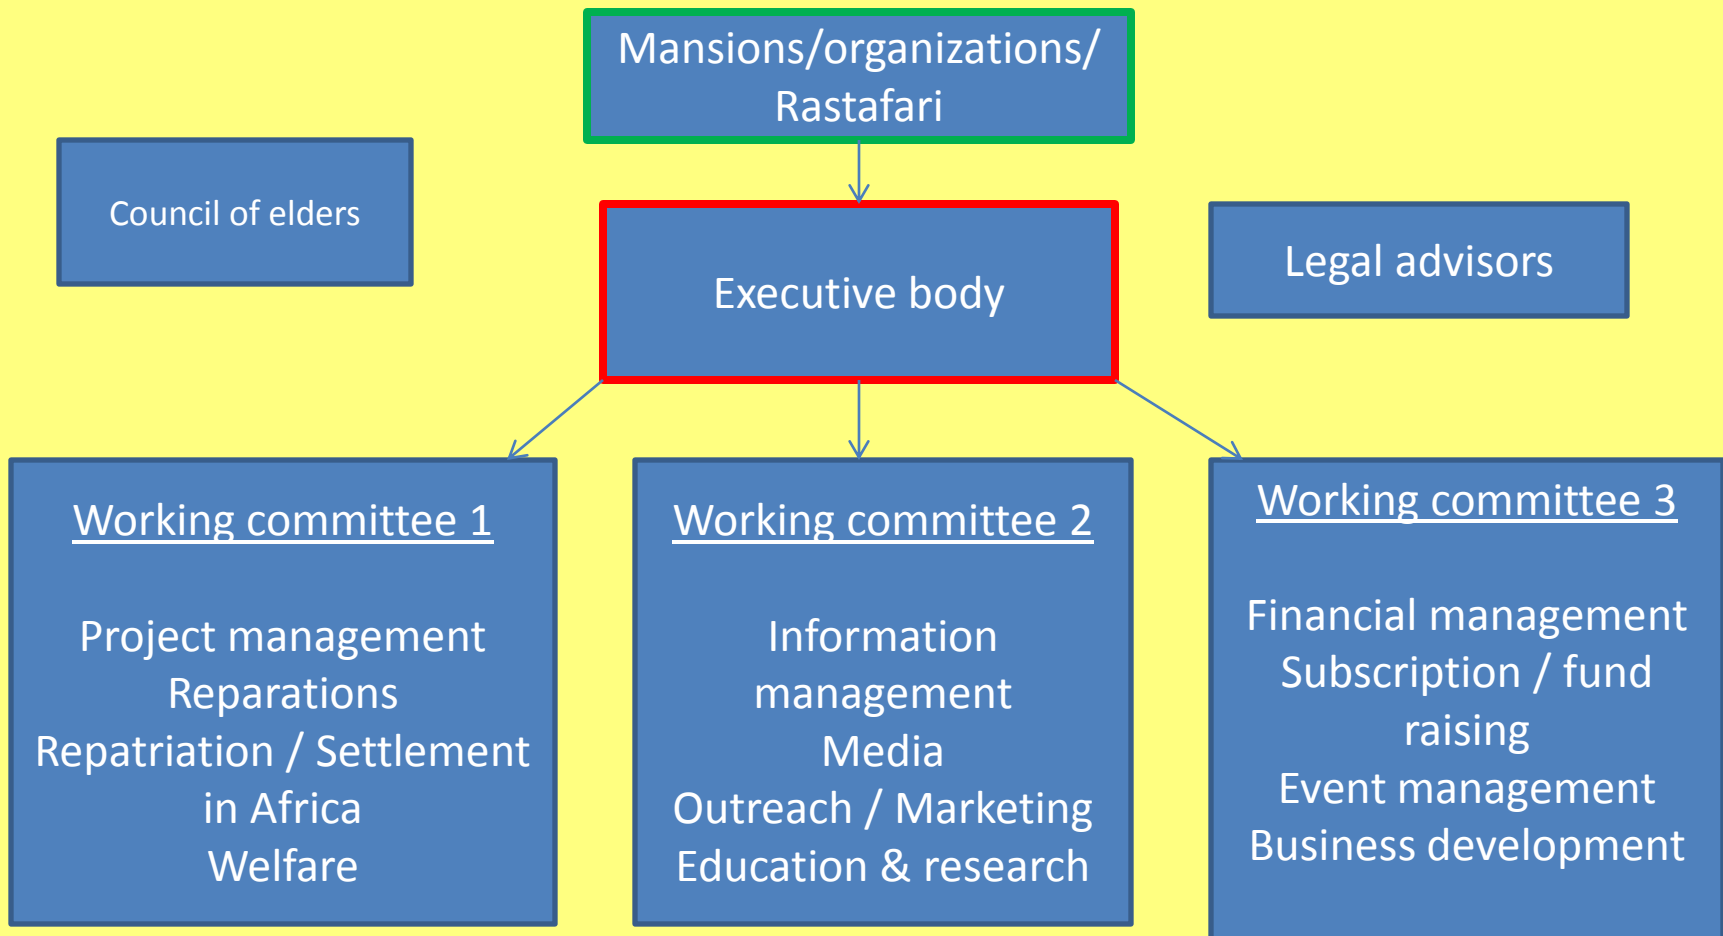 Mansions/organizations/
Rastafari
Council of elders
Executive body
Legal advisors
Working committee 1
Project management
Reparations
Repatriation / Settlement
in Africa
Welfare
Working committee 2
Information
management
Media
Outreach / Marketing
Education & research
Working committee 3
Financial management
Subscription / fund
raising
Event management
Business development